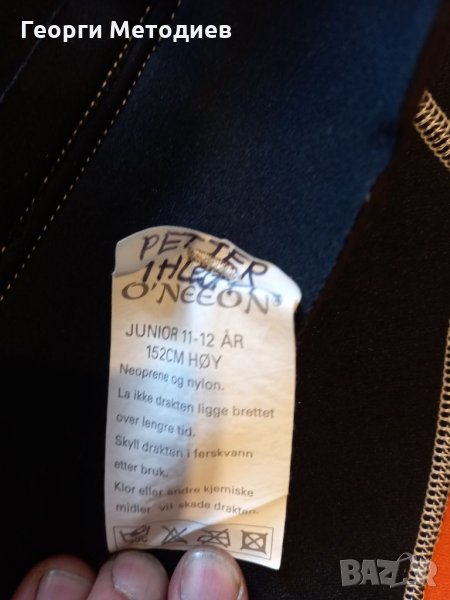 Георги Методиев
PETTER
O'NEEON
JUNIOR 11-12 ÅR
152CM HØY
Neoprene og nylon.
La ikke drakten ligge brettet
over lengre tid.
Skyll drakten i ferskvann
etter bruk.
Klor eller andre kjemiske
midler vil skade drakten.
BAZAR